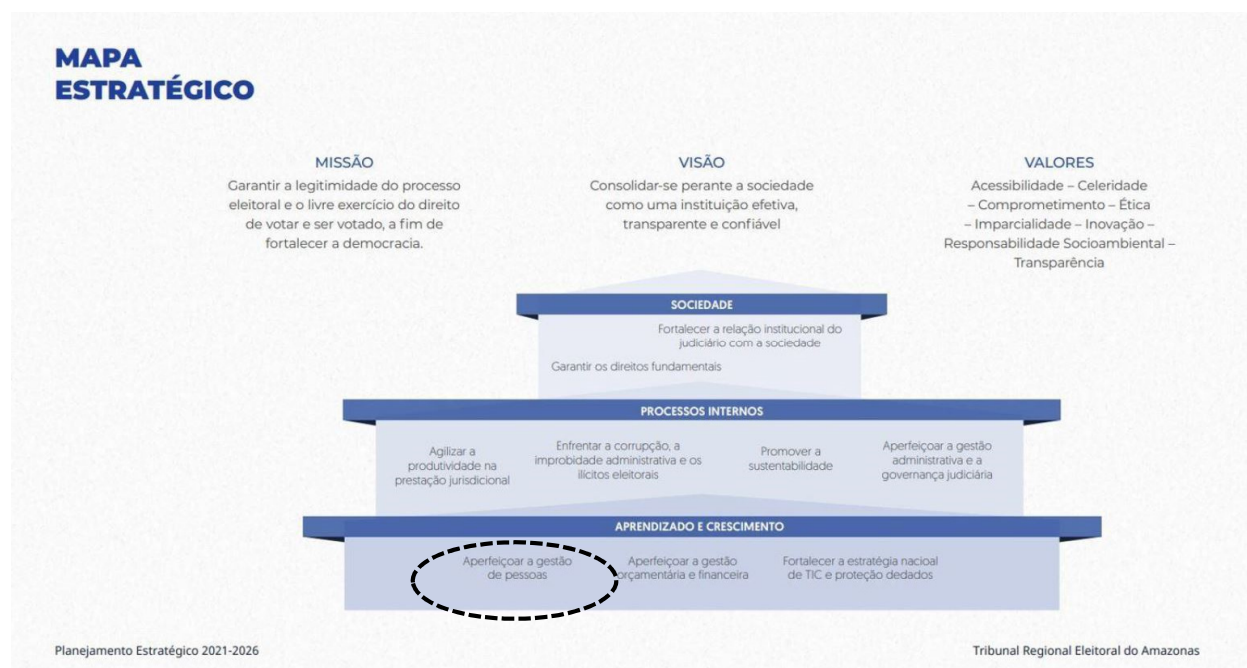 MAPA
ESTRATÉGICO
MISSÃO
Garantir a legitimidade do processo
eleitoral e o livre exercício do direito
de votar e ser votado, a fim de
fortalecer a democracia.
VISÃO
Consolidar-se perante a sociedade
como uma instituição efetiva,
transparente e confiável
VALORES
Acessibilidade – Celeridade
– Comprometimento – Ética
– Imparcialidade – Inovação –
Responsabilidade Socioambiental –
Transparência
SOCIEDADE
Fortalecer a relação institucional do
judiciário com a sociedade
Garantir os direitos fundamentais
PROCESSOS INTERNOS
Agilizar a
produtividade na
prestação jurisdicional
Enfrentar a corrupção, a
improbidade administrativa e os
ilícitos eleitorais
Promover a
sustentabilidade
Aperfeiçoar a gestão
administrativa e a
governança judiciária
APRENDIZADO E CRESCIMENTO
Aperfeiçoar a gestão
de pessoas
Aperfeiçoar a gestão
orçamentária e financeira
Fortalecer a estratégia nacioal
de TIC e proteção dedados
Planejamento Estratégico 2021-2026
Tribunal Regional Eleitoral do Amazonas